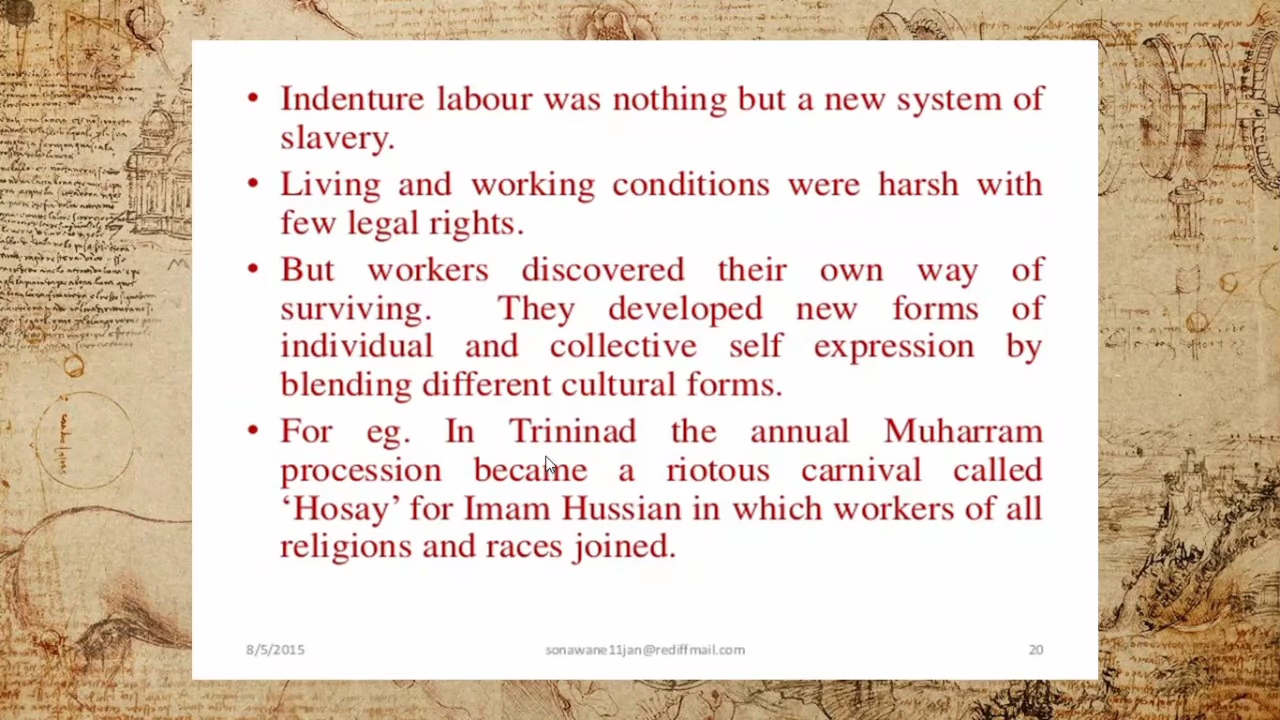 • Indenture labour was nothing but a new system of
slavery.
• Living and working conditions were harsh with
few legal rights.
• But workers discovered their own way of
surviving. They developed new forms of
individual and collective self expression by
blending different cultural forms.
• For eg. In Trininad the annual Muharram
procession became a riotous carnival called
‘Hosay’ for Imam Hussian in which workers of all
religions and races joined.
8/5/2015 sonawane11jan@rediffmail.com 20